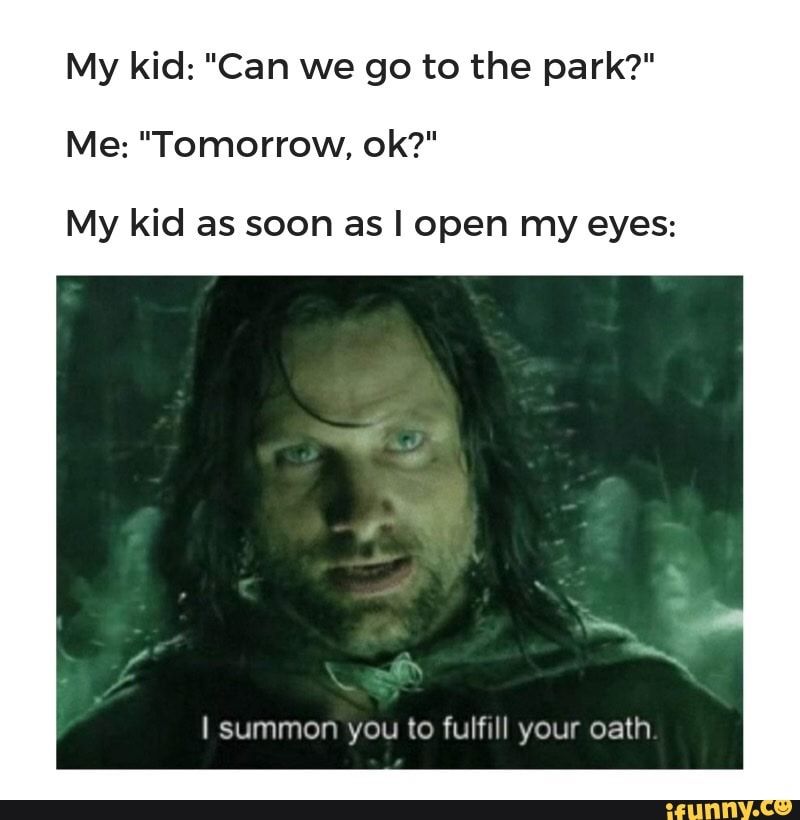 My kid: "Can we go to the park?"
Me: "Tomorrow, ok?"
My kid as soon as I open my eyes:
I summon you to fulfill your oath.
ifunny.co